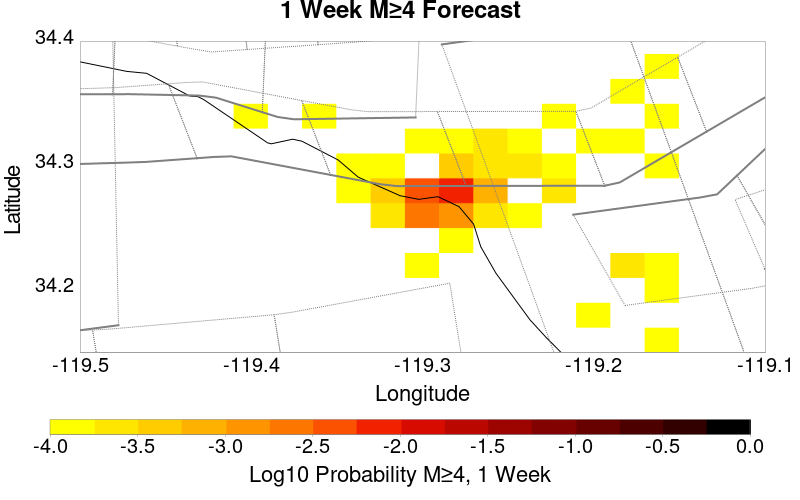 1 Week M≥4 Forecast
34.4
34.3
34.2
Latitude
-119.5 -119.4 -119.3 -119.2 -119.1
Longitude
-4.0 -3.5 -3.0 -2.5 -2.0 -1.5 -1.0 -0.5 0.0
Log10 Probability M≥4, 1 Week